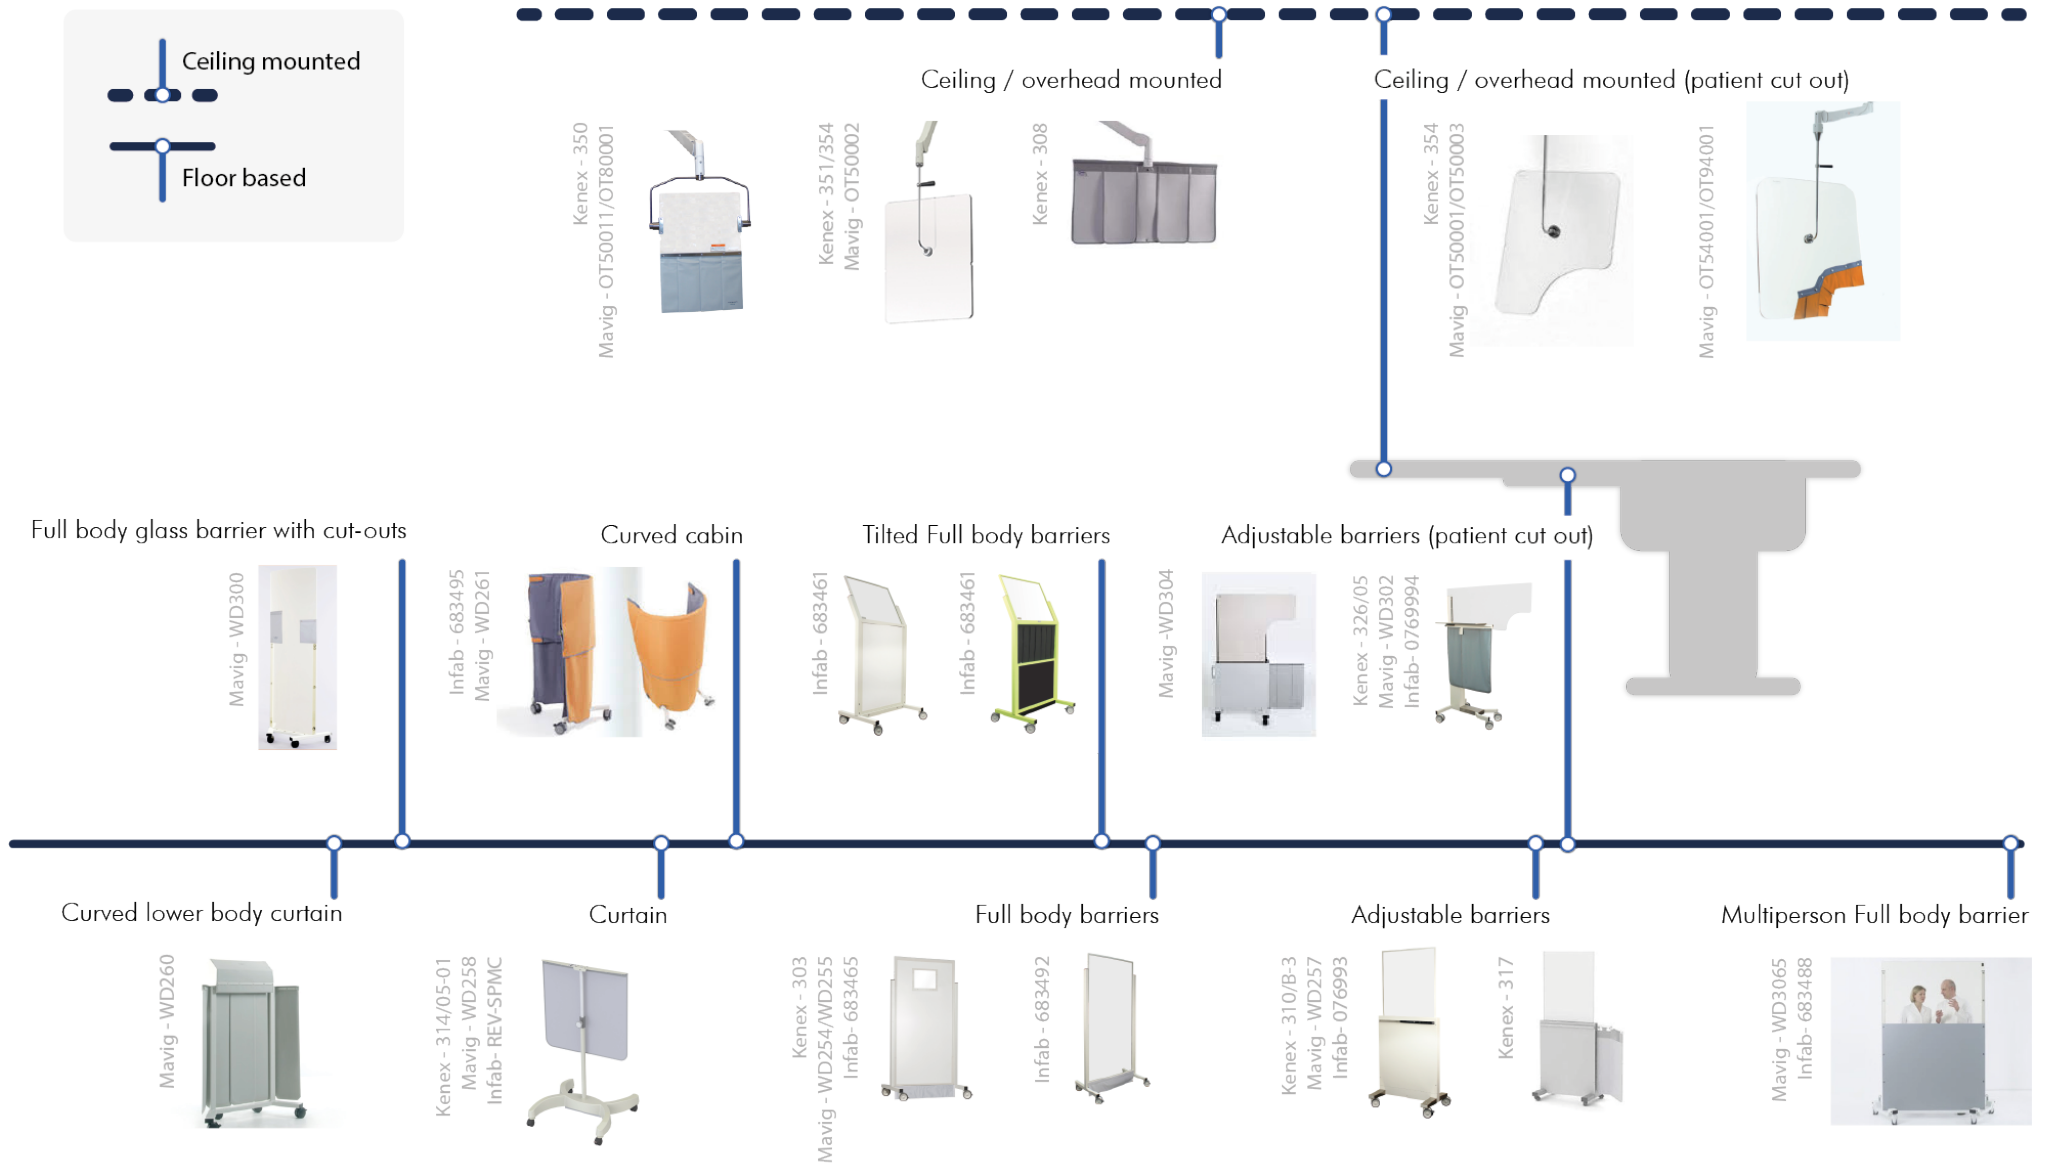 Ceiling mounted
Floor based
Ceiling / overhead mounted
Kenex - 350
Mavig - OT50011/OT80001
Kenex - 351/354
Mavig - OT50002
Kenex - 308
Ceiling / overhead mounted (patient cut out)
Kenex - 354
Mavig - OT50001/OT50003
Mavig - OT54001/OT94001
Full body glass barrier with cut-outs
Mavig - WD300
Curved cabin
Infab - 683495
Mavig - WD261
Tilted Full body barriers
Infab - 683461
Infab - 683461
Adjustable barriers (patient cut out)
Mavig -WD304
Kenex - 326/05
Mavig - WD302
Infab- 0769994
Curved lower body curtain
Mavig - WD260
Curtain
Kenex - 314/05-01
Mavig - WD258
Infab- REV-SPMC
Full body barriers
Kenex - 303
Mavig - WD254/WD255
Infab- 683465
Infab - 683492
Adjustable barriers
Kenex - 310/B-3
Mavig - WD257
Infab- 076993
Kenex - 317
Multiperson Full body barrier
Mavig - WD3065
Infab- 683488